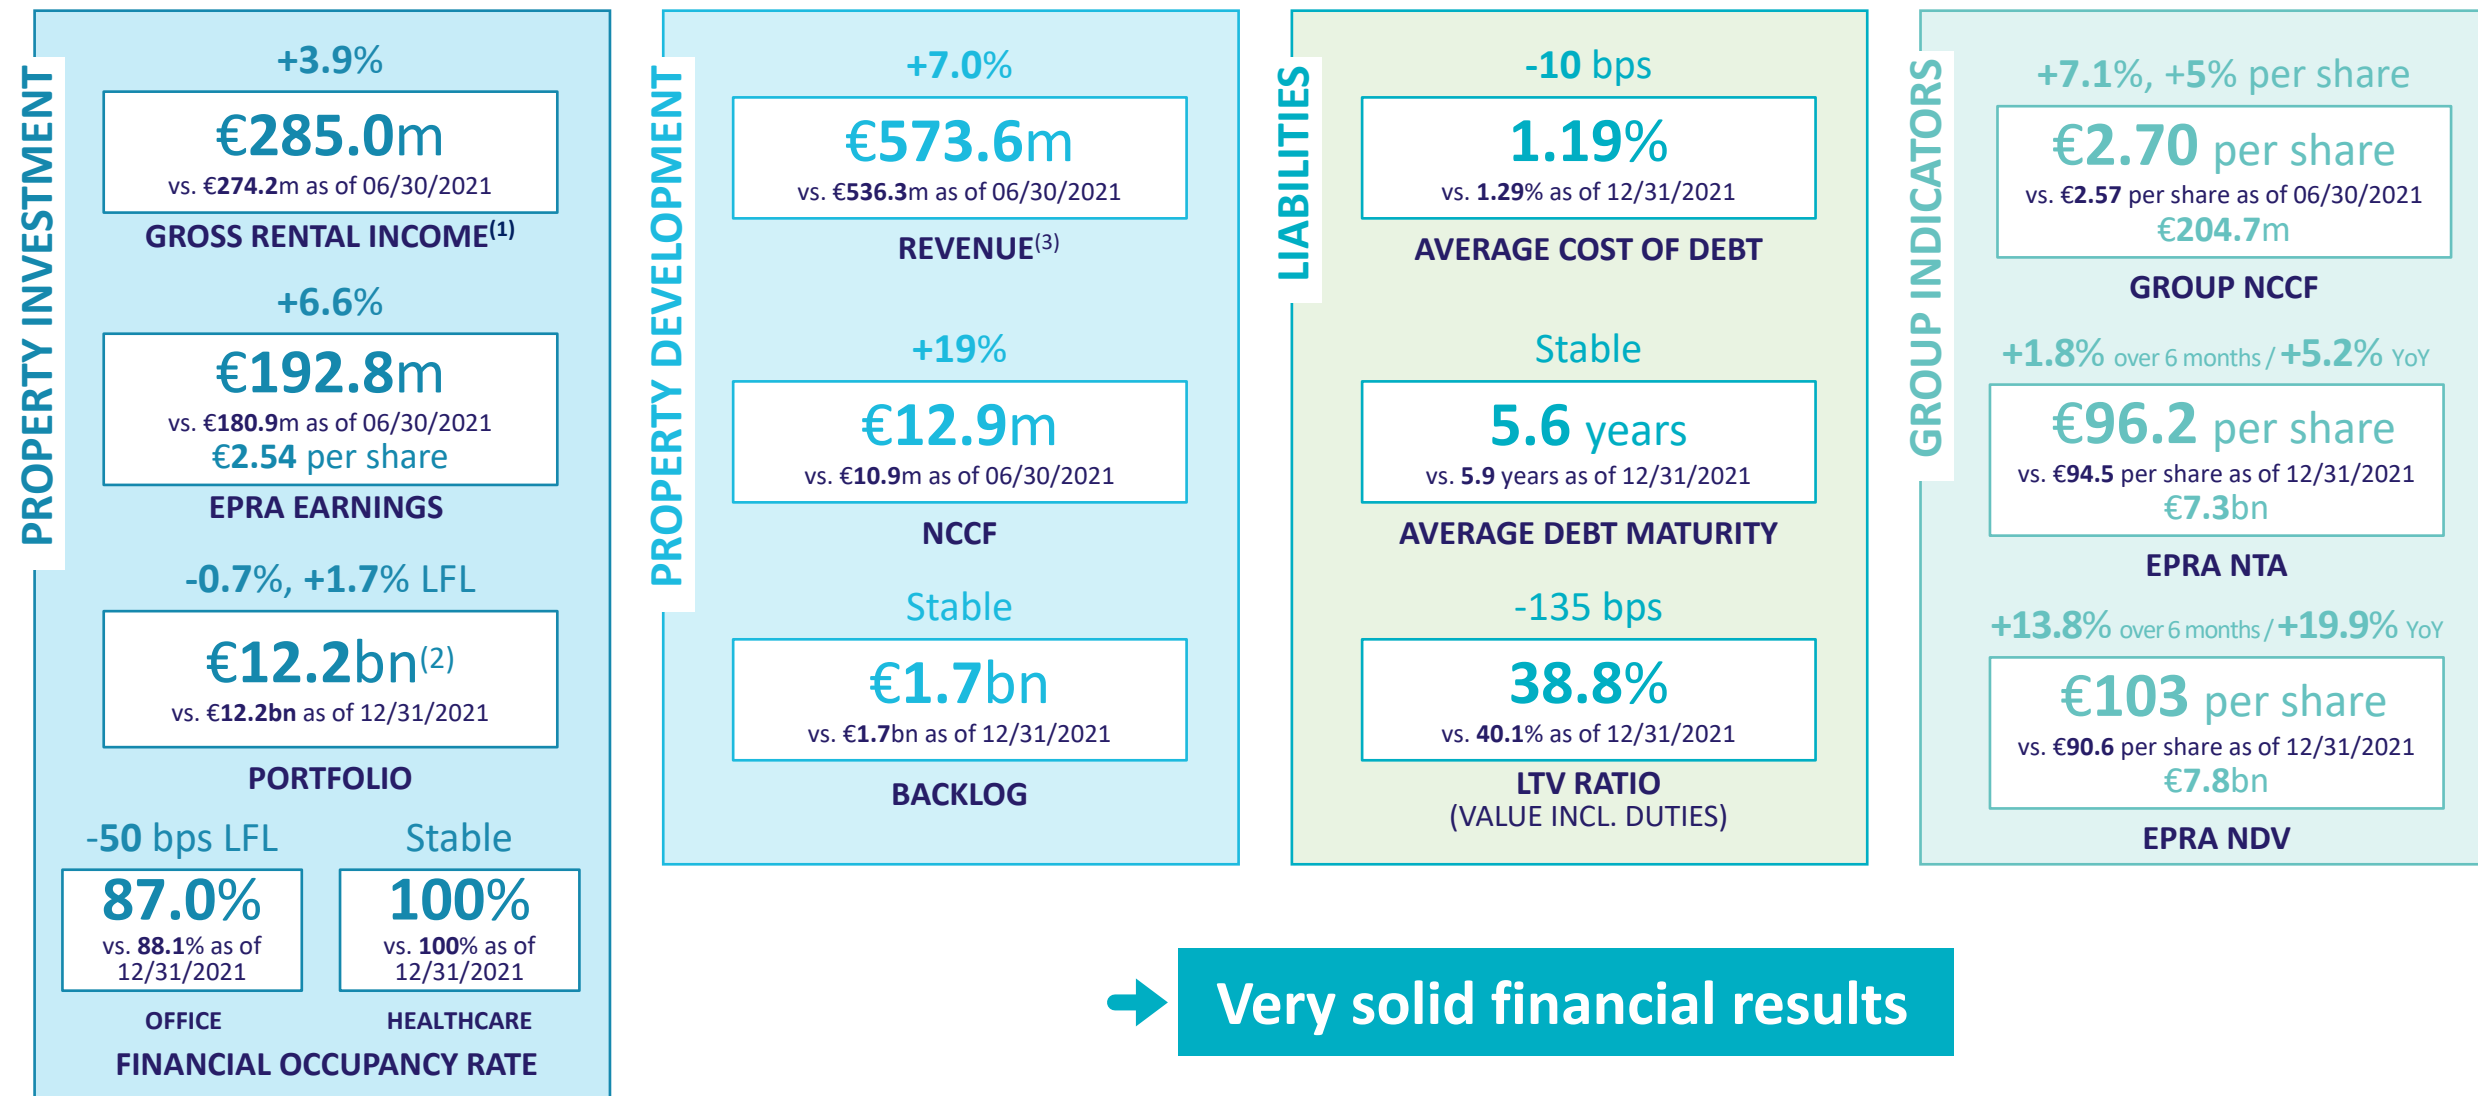 PROPERTY INVESTMENT
+3.9%
€285.0m
vs. €274.2m as of 06/30/2021
GROSS RENTAL INCOME(1)
+6.6%
€192.8m
vs. €180.9m as of 06/30/2021
€2.54 per share
EPRA EARNINGS
-0.7%, +1.7% LFL
€12.2bn(2)
vs. €12.2bn as of 12/31/2021
PORTFOLIO
-50 bps LFL
87.0%
vs. 88.1% as of
12/31/2021
OFFICE
Stable
100%
vs. 100% as of
12/31/2021
HEALTHCARE
FINANCIAL OCCUPANCY RATE
PROPERTY DEVELOPMENT
+7.0%
€573.6m
vs. €536.3m as of 06/30/2021
REVENUE(3)
+19%
€12.9m
vs. €10.9m as of 06/30/2021
NCCF
Stable
€1.7bn
vs. €1.7bn as of 12/31/2021
BACKLOG
LIABILITIES
-10 bps
1.19%
vs. 1.29% as of 12/31/2021
AVERAGE COST OF DEBT
Stable
5.6 years
vs. 5.9 years as of 12/31/2021
AVERAGE DEBT MATURITY
-135 bps
38.8%
vs. 40.1% as of 12/31/2021
LTV RATIO
(VALUE INCL. DUTIES)
GROUP INDICATORS
+7.1%, +5% per share
€2.70 per share
vs. €2.57 per share as of 06/30/2021
€204.7m
GROUP NCCF
+1.8% over 6 months / +5.2% YoY
€96.2 per share
vs. €94.5 per share as of 12/31/2021
€7.3bn
EPRA NTA
+13.8% over 6 months / +19.9% YoY
€103 per share
vs. €90.6 per share as of 12/31/2021
€7.8bn
EPRA NDV
Very solid financial results